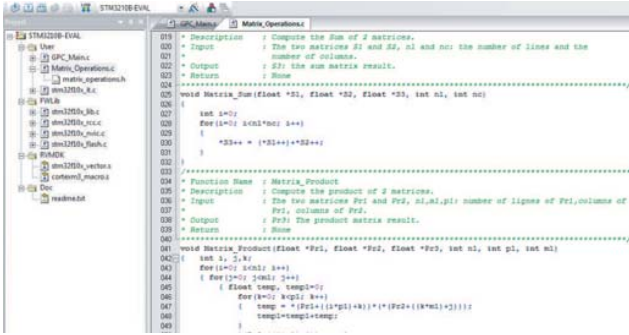 STM3210B-EVAL
GPC_Main.c Matrix_Operations.c
STM3210B-EVAL
User
GPC_Main.c
Matrix_Operations.c
matrix_operations.h
stm32f10x_it.c
FWLib
stm32f10x_lib.c
stm32f10x_rcc.c
stm32f10x_nvic.c
stm32f10x_flash.c
RVMDK
stm32f10x_vector.s
cortexm3_macro.s
Doc
readme.txt
019 * Description : Compute the Sum of 2 matrices.
020 * Input : The two matrices S1 and S2, nl and nc: the number of lines and the
021 * number of columns.
022 * Output : S3: the sum matrix result.
023 * Return : None
024
025 void Matrix_Sum(float *S1, float *S2, float *S3, int nl, int nc)
026 {
027 int i=0;
028 for(i=0; i<nl*nc; i++)
029 {
030 *S3++ = (*S1++)+*S2++;
031 }
032 }
033
034 * Function Name : Matrix_Product
035 * Description : Compute the product of 2 matrices.
036 * Input : The two matrices Pr1 and Pr2, nl,ml,pl: number of lignes of Pr1,columns of
037 * Pr1, columns of Pr2.
038 * Output : Pr3: The product matrix result.
039 * Return : None
040
041 void Matrix_Product(float *Pr1, float *Pr2, float *Pr3, int nl, int pl, int ml)
042 { int i, j,k;
043 for(i=0; i<nl; i++)
044 { for(j=0; j<ml; j++)
045 { float temp, temp1=0;
046 for(k=0; k<pl; k++)
047 { temp = *(Pr1+((i*pl)+k))*(*(Pr2+((k*ml)+j)));
048 temp1=temp1+temp;
049 }